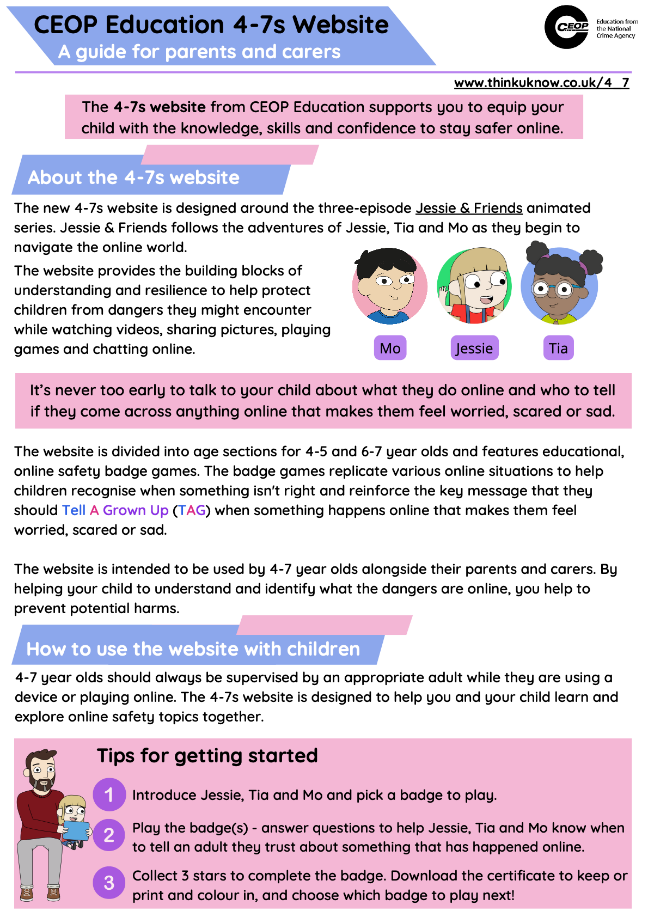 CEOP Education 4-7s Website
A guide for parents and carers
CEOP
Education from
the National
Crime Agency
www.thinkuknow.co.uk/4_7
The 4-7s website from CEOP Education supports you to equip your
child with the knowledge, skills and confidence to stay safer online.
About the 4-7s website
The new 4-7s website is designed around the three-episode Jessie & Friends animated
series. Jessie & Friends follows the adventures of Jessie, Tia and Mo as they begin to
navigate the online world.
The website provides the building blocks of
understanding and resilience to help protect
children from dangers they might encounter
while watching videos, sharing pictures, playing
games and chatting online.
Mo
Jessie
Tia
It's never too early to talk to your child about what they do online and who to tell
if they come across anything online that makes them feel worried, scared or sad.
The website is divided into age sections for 4-5 and 6-7 year olds and features educational,
online safety badge games. The badge games replicate various online situations to help
children recognise when something isn't right and reinforce the key message that they
should Tell A Grown Up (TAG) when something happens online that makes them feel
worried, scared or sad.
The website is intended to be used by 4-7 year olds alongside their parents and carers. By
helping your child to understand and identify what the dangers are online, you help to
prevent potential harms.
How to use the website with children
4-7 year olds should always be supervised by an appropriate adult while they are using a
device or playing online. The 4-7s website is designed to help you and your child learn and
explore online safety topics together.
Tips for getting started
1 Introduce Jessie, Tia and Mo and pick a badge to play.
2 Play the badge(s) - answer questions to help Jessie, Tia and Mo know when
to tell an adult they trust about something that has happened online.
3 Collect 3 stars to complete the badge. Download the certificate to keep or
print and colour in, and choose which badge to play next!